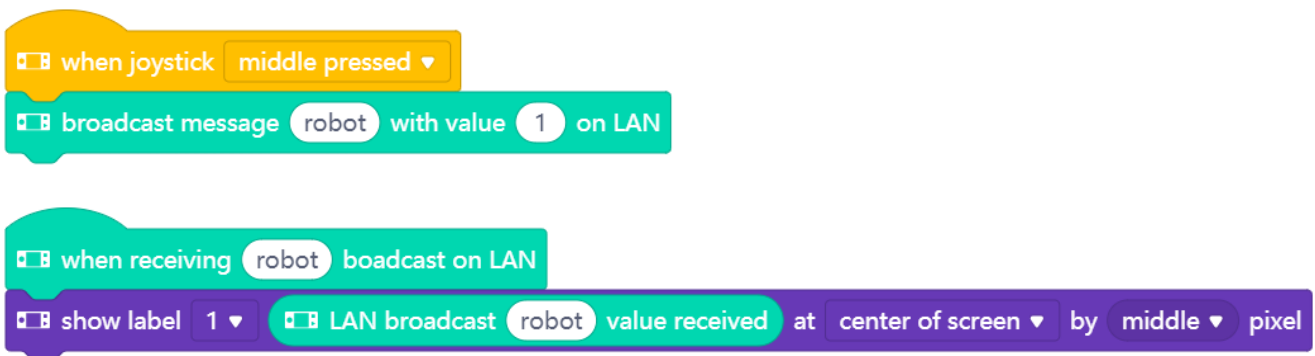 when joystick middle pressed
broadcast message robot with value 1 on LAN
when receiving robot boadcast on LAN
show label 1 LAN broadcast robot value received at center of screen by middle pixel